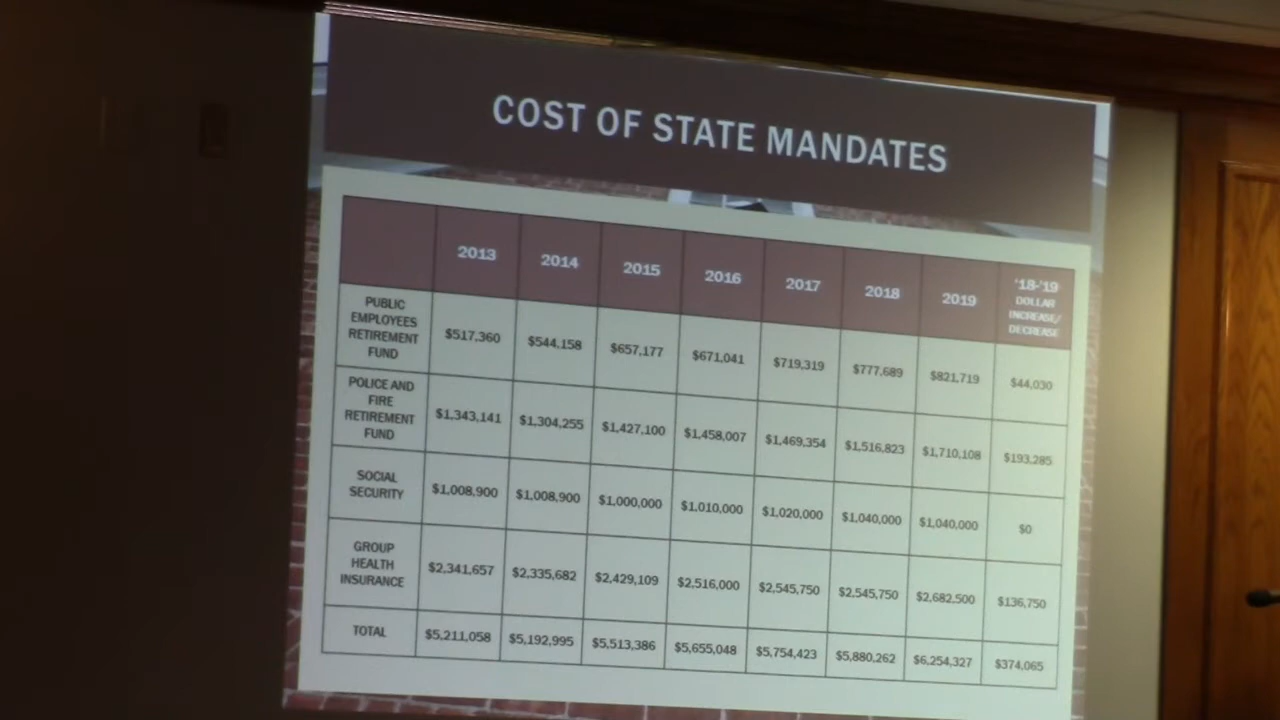 COST OF STATE MANDATES
2013 2014 2015 2016 2017 2018 2019 '18-'19
DOLLAR
INCREASE/
DECREASE
PUBLIC
EMPLOYEES
RETIREMENT
FUND
$517,360 $544,158 $657,177 $671,041 $719,319 $777,689 $821,719 $44,030
POLICE AND
FIRE
RETIREMENT
FUND
$1,343,141 $1,304,255 $1,427,100 $1,458,007 $1,469,354 $1,516,823 $1,710,108 $193,285
SOCIAL
SECURITY
$1,008,900 $1,008,900 $1,000,000 $1,010,000 $1,020,000 $1,040,000 $1,040,000 $0
GROUP
HEALTH
INSURANCE
$2,341,657 $2,335,682 $2,429,109 $2,516,000 $2,545,750 $2,545,750 $2,682,500 $136,750
TOTAL $5,211,058 $5,192,995 $5,513,386 $5,655,048 $5,754,423 $5,880,262 $6,254,327 $374,065